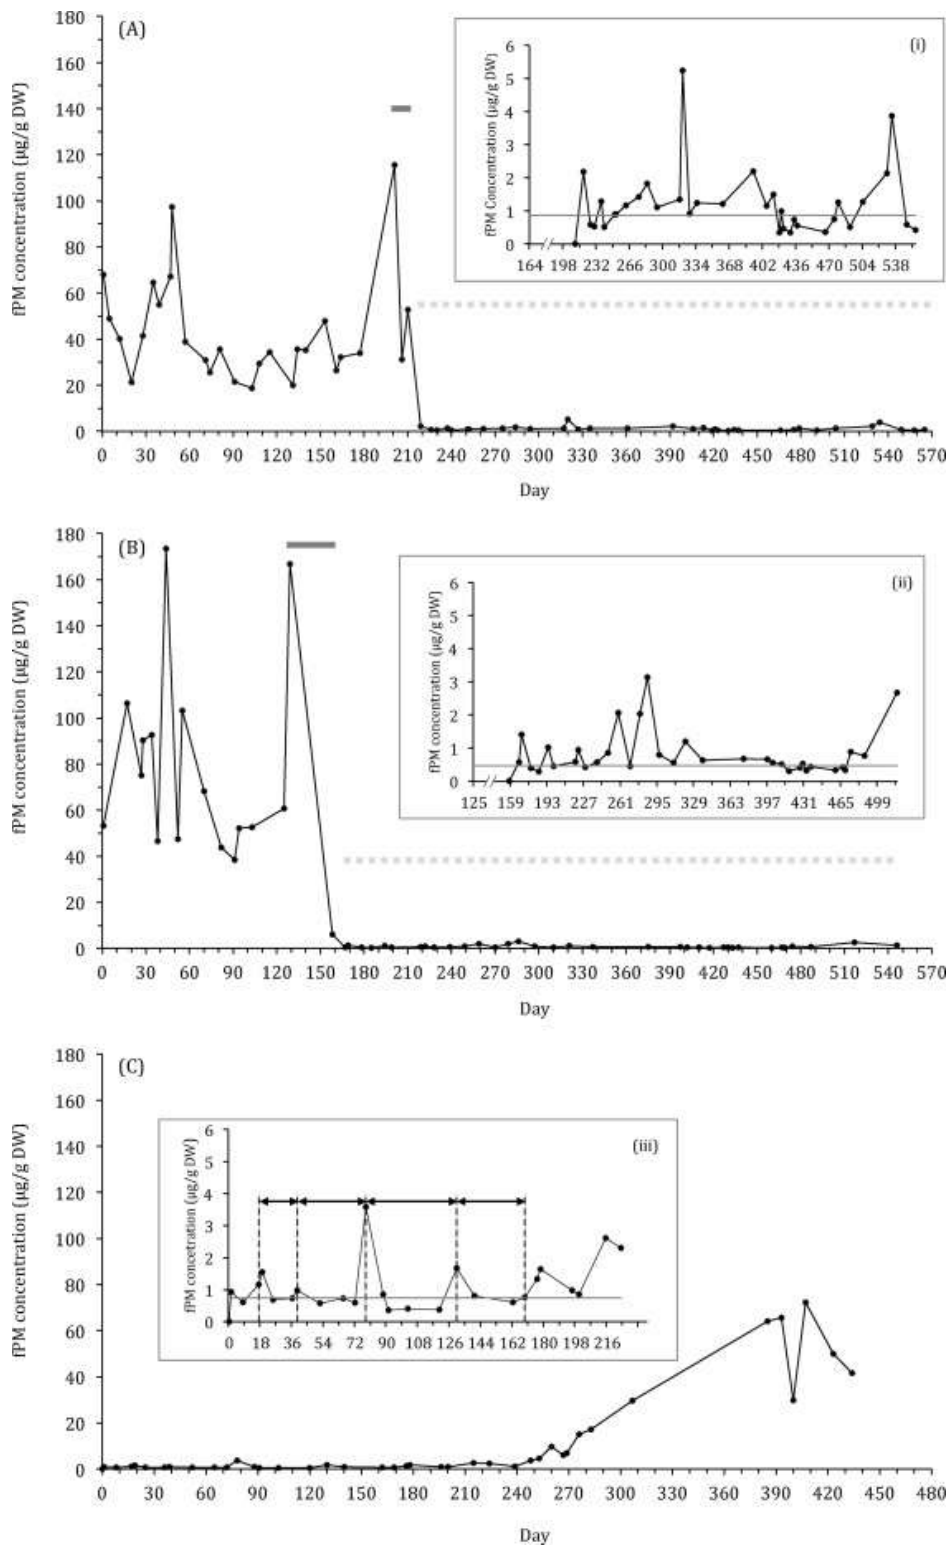 (A)
fPM concentration (µg/g DW)
180
160
140
120
100
80
60
40
20
0
0 30 60 90 120 150 180 210 240 270 300 330 360 390 420 450 480 510 540 570
Day
(i)
fPM Concentration (µg/g DW)
6
5
4
3
2
1
0
164 198 232 266 300 334 368 402 436 470 504 538
(B)
fPM concentration (µg/g DW)
180
160
140
120
100
80
60
40
20
0
0 30 60 90 120 150 180 210 240 270 300 330 360 390 420 450 480 510 540 570
Day
(ii)
fPM concentration (µg/g DW)
6
5
4
3
2
1
0
125 159 193 227 261 295 329 363 397 431 465 499
(C)
fPM concentration (µg/g DW)
180
160
140
120
100
80
60
40
20
0
0 30 60 90 120 150 180 210 240 270 300 330 360 390 420 450 480
Day
(iii)
fPM concetration (µg/g DW)
6
5
4
3
2
1
0
0 18 36 54 72 90 108 126 144 162 180 198 216